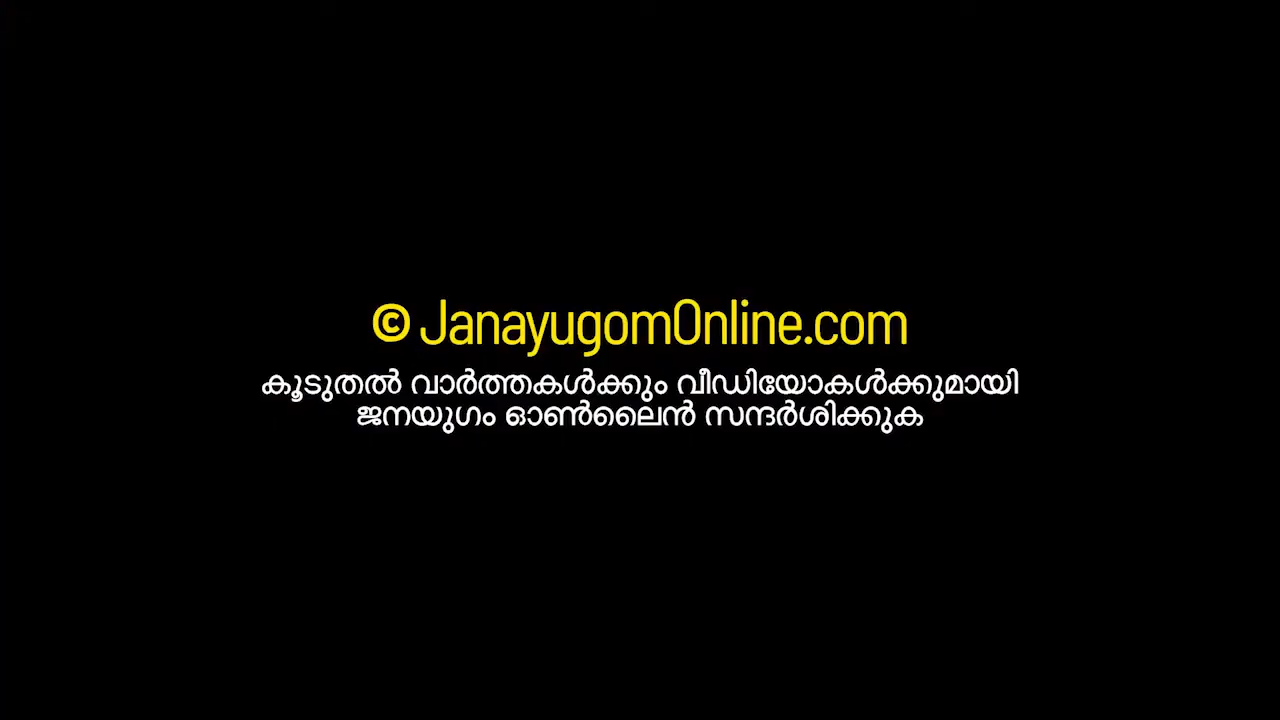 © JanayugomOnline.com
കൂടുതൽ വാർത്തകൾക്കും വീഡിയോകൾക്കുമായി
ജനയുഗം ഓൺലൈൻ സന്ദർശിക്കുക